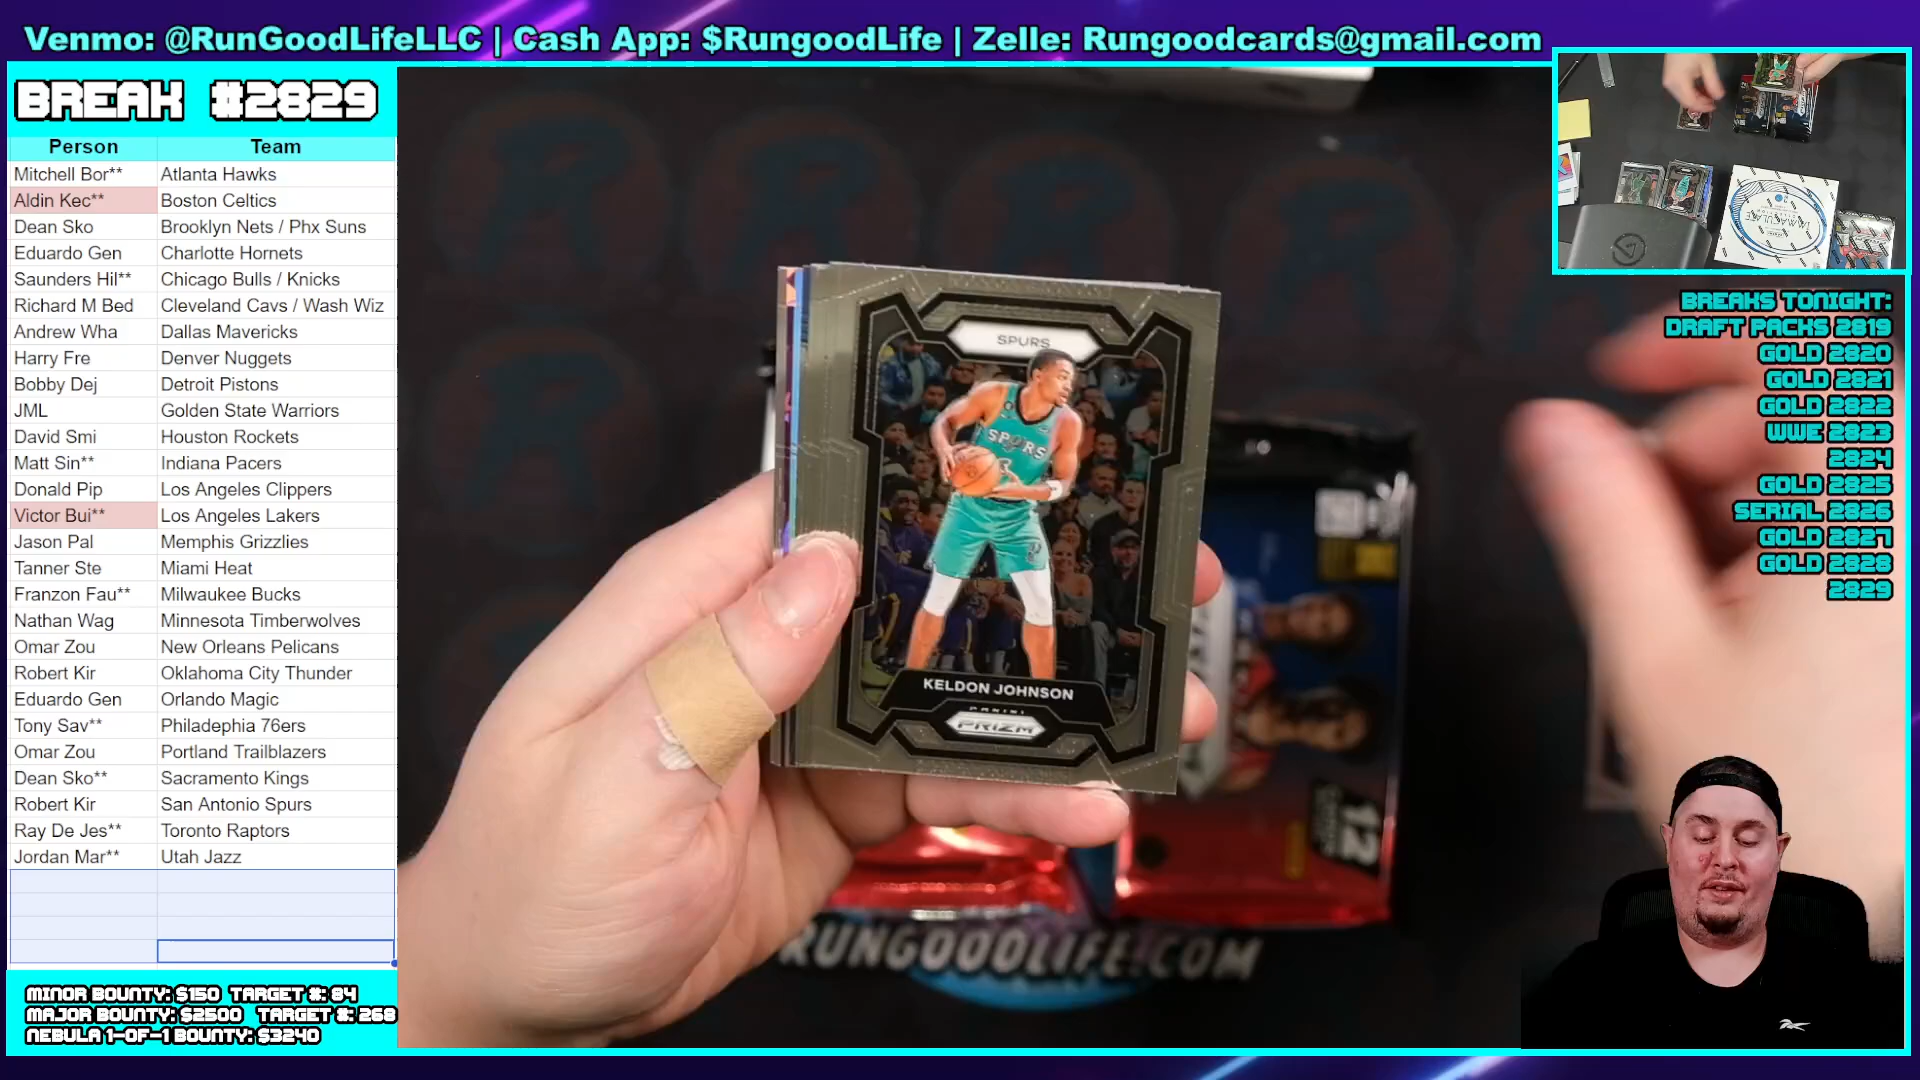 Venmo: @RunGoodLifeLLC | Cash App: $RungoodLife | Zelle: Rungoodcards@gmail.com
BREAK #2829
Person Team
Mitchell Bor** Atlanta Hawks
Aldin Kec** Boston Celtics
Dean Sko Brooklyn Nets / Phx Suns
Eduardo Gen Charlotte Hornets
Saunders Hil** Chicago Bulls / Knicks
Richard M Bed Cleveland Cavs / Wash Wiz
Andrew Wha Dallas Mavericks
Harry Fre Denver Nuggets
Bobby Dej Detroit Pistons
JML Golden State Warriors
David Smi Houston Rockets
Matt Sin** Indiana Pacers
Donald Pip Los Angeles Clippers
Victor Bui** Los Angeles Lakers
Jason Pal Memphis Grizzlies
Tanner Ste Miami Heat
Franzon Fau** Milwaukee Bucks
Nathan Wag Minnesota Timberwolves
Omar Zou New Orleans Pelicans
Robert Kir Oklahoma City Thunder
Eduardo Gen Orlando Magic
Tony Sav** Philadephia 76ers
Omar Zou Portland Trailblazers
Dean Sko** Sacramento Kings
Robert Kir San Antonio Spurs
Ray De Jes** Toronto Raptors
Jordan Mar** Utah Jazz
MINOR BOUNTY: $150 TARGET #: 84
MAJOR BOUNTY: $2500 TARGET #: 268
NEBULA 1-OF-1 BOUNTY: $3240
SPURS
SPURS
KELDON JOHNSON
PANINI
PRIZM
12
RUNGOODLIFE.COM
IMMACULATE
BREAKS TONIGHT:
DRAFT PACKS 2819
GOLD 2820
GOLD 2821
GOLD 2822
WWE 2823
2824
GOLD 2825
SERIAL 2826
GOLD 2827
GOLD 2828
2829